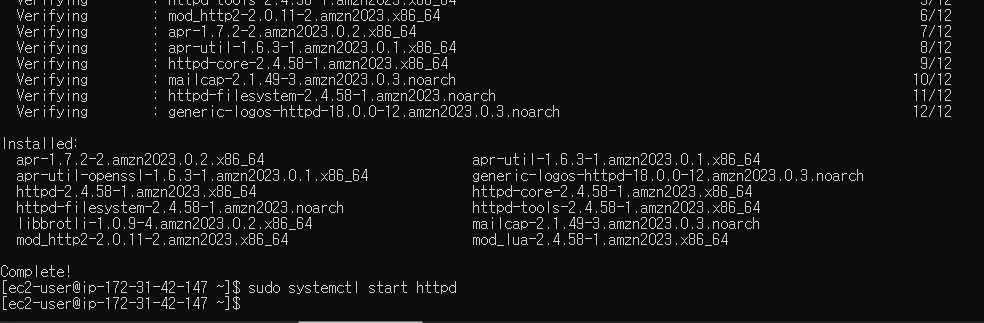 Verifying : httpd-tools-2.4.58-1.amzn2023.x86_64 5/12
Verifying : mod_http2-2.0.11-2.amzn2023.x86_64 6/12
Verifying : apr-1.7.2-2.amzn2023.0.2.x86_64 7/12
Verifying : apr-util-1.6.3-1.amzn2023.0.1.x86_64 8/12
Verifying : httpd-core-2.4.58-1.amzn2023.x86_64 9/12
Verifying : mailcap-2.1.49-3.amzn2023.0.3.noarch 10/12
Verifying : httpd-filesystem-2.4.58-1.amzn2023.noarch 11/12
Verifying : generic-logos-httpd-18.0.0-12.amzn2023.0.3.noarch 12/12
Installed:
apr-1.7.2-2.amzn2023.0.2.x86_64 apr-util-1.6.3-1.amzn2023.0.1.x86_64
apr-util-openssl-1.6.3-1.amzn2023.0.1.x86_64 generic-logos-httpd-18.0.0-12.amzn2023.0.3.noarch
httpd-2.4.58-1.amzn2023.x86_64 httpd-core-2.4.58-1.amzn2023.x86_64
httpd-filesystem-2.4.58-1.amzn2023.noarch httpd-tools-2.4.58-1.amzn2023.x86_64
libbrotli-1.0.9-4.amzn2023.0.2.x86_64 mailcap-2.1.49-3.amzn2023.0.3.noarch
mod_http2-2.0.11-2.amzn2023.x86_64 mod_lua-2.4.58-1.amzn2023.x86_64
Complete!
[ec2-user@ip-172-31-42-147 ~]$ sudo systemctl start httpd
[ec2-user@ip-172-31-42-147 ~]$